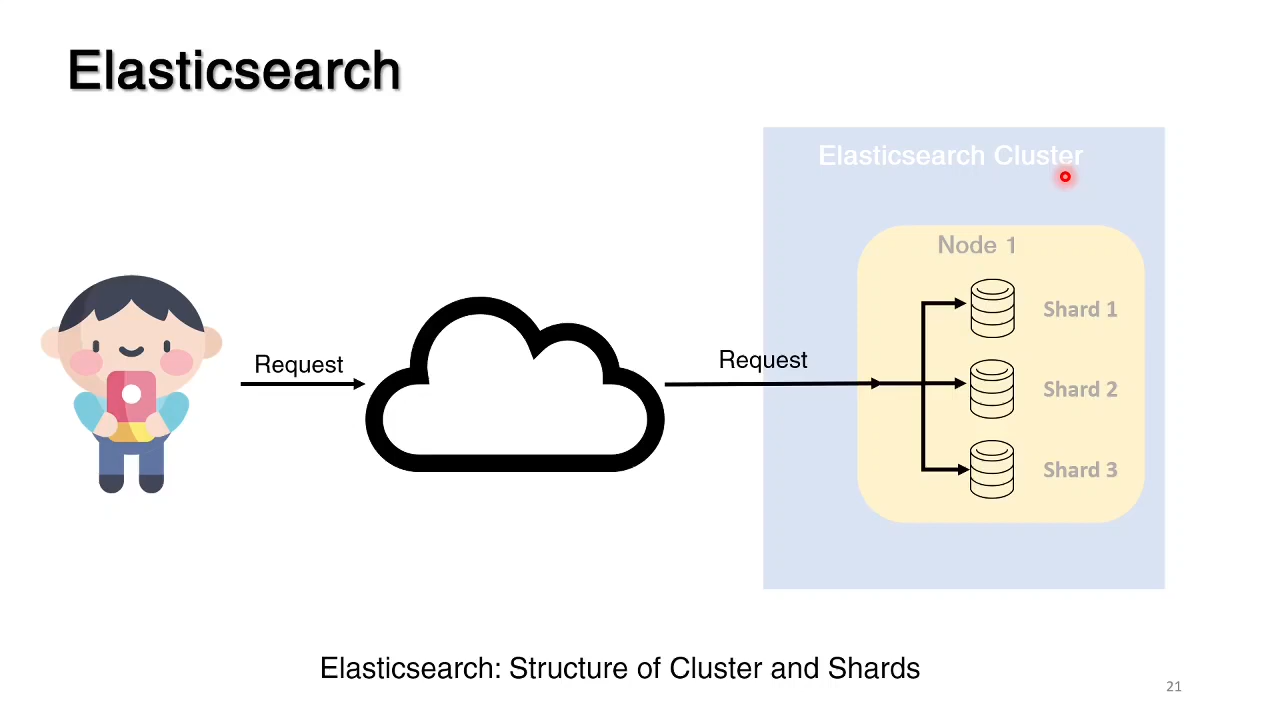 Elasticsearch
Elasticsearch Cluster
Node 1
Shard 1
Request
Request
Shard 2
Shard 3
Elasticsearch: Structure of Cluster and Shards
21